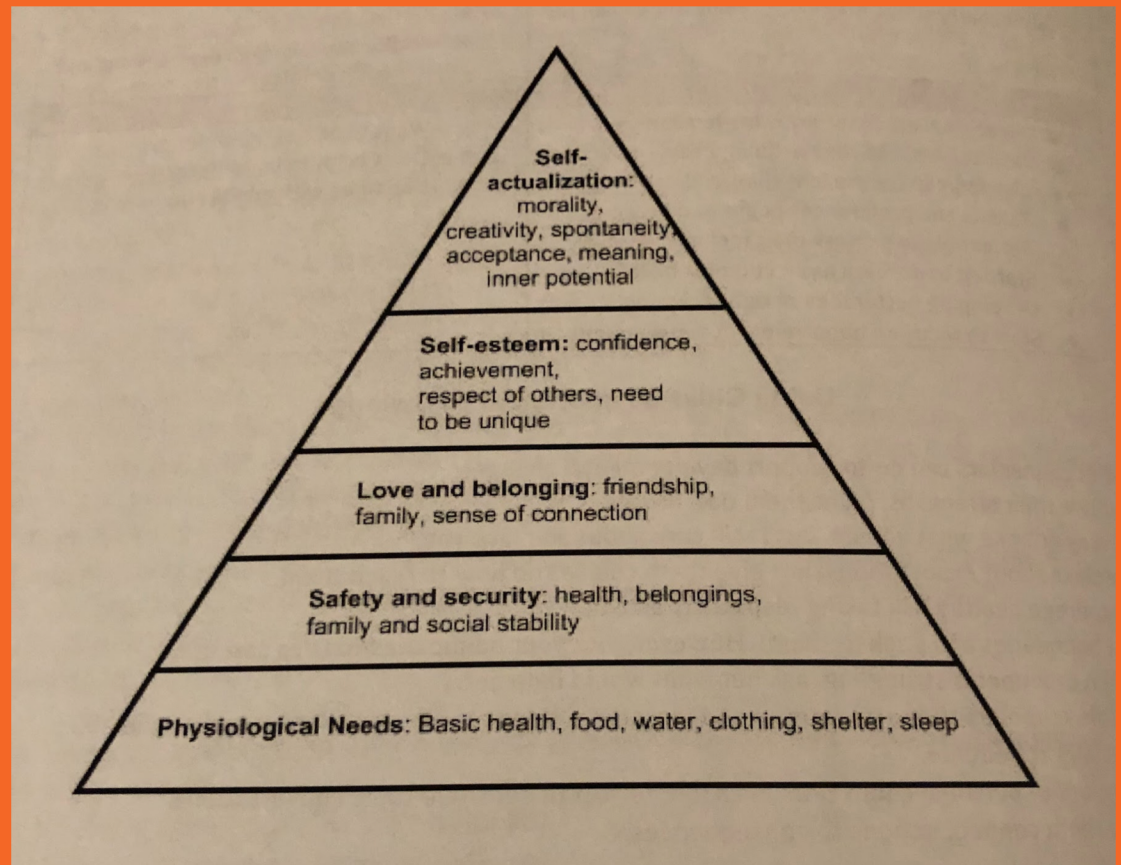 Self-
actualization:
morality,
creativity, spontaneity,
acceptance, meaning,
inner potential
Self-esteem: confidence,
achievement,
respect of others, need
to be unique
Love and belonging: friendship,
family, sense of connection
Safety and security: health, belongings,
family and social stability
Physiological Needs: Basic health, food, water, clothing, shelter, sleep